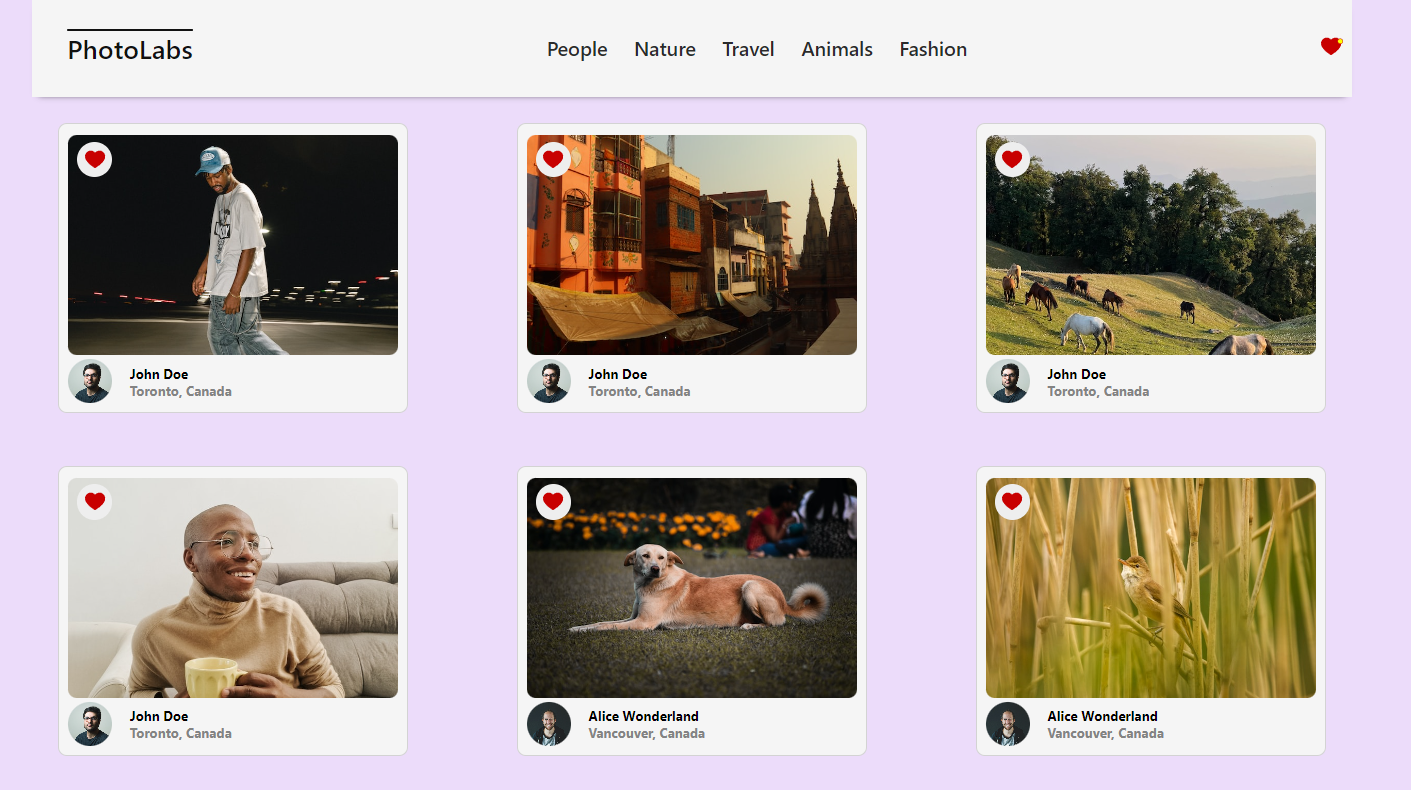 PhotoLabs
People Nature Travel Animals Fashion
John Doe
Toronto, Canada
John Doe
Toronto, Canada
John Doe
Toronto, Canada
John Doe
Toronto, Canada
Alice Wonderland
Vancouver, Canada
Alice Wonderland
Vancouver, Canada